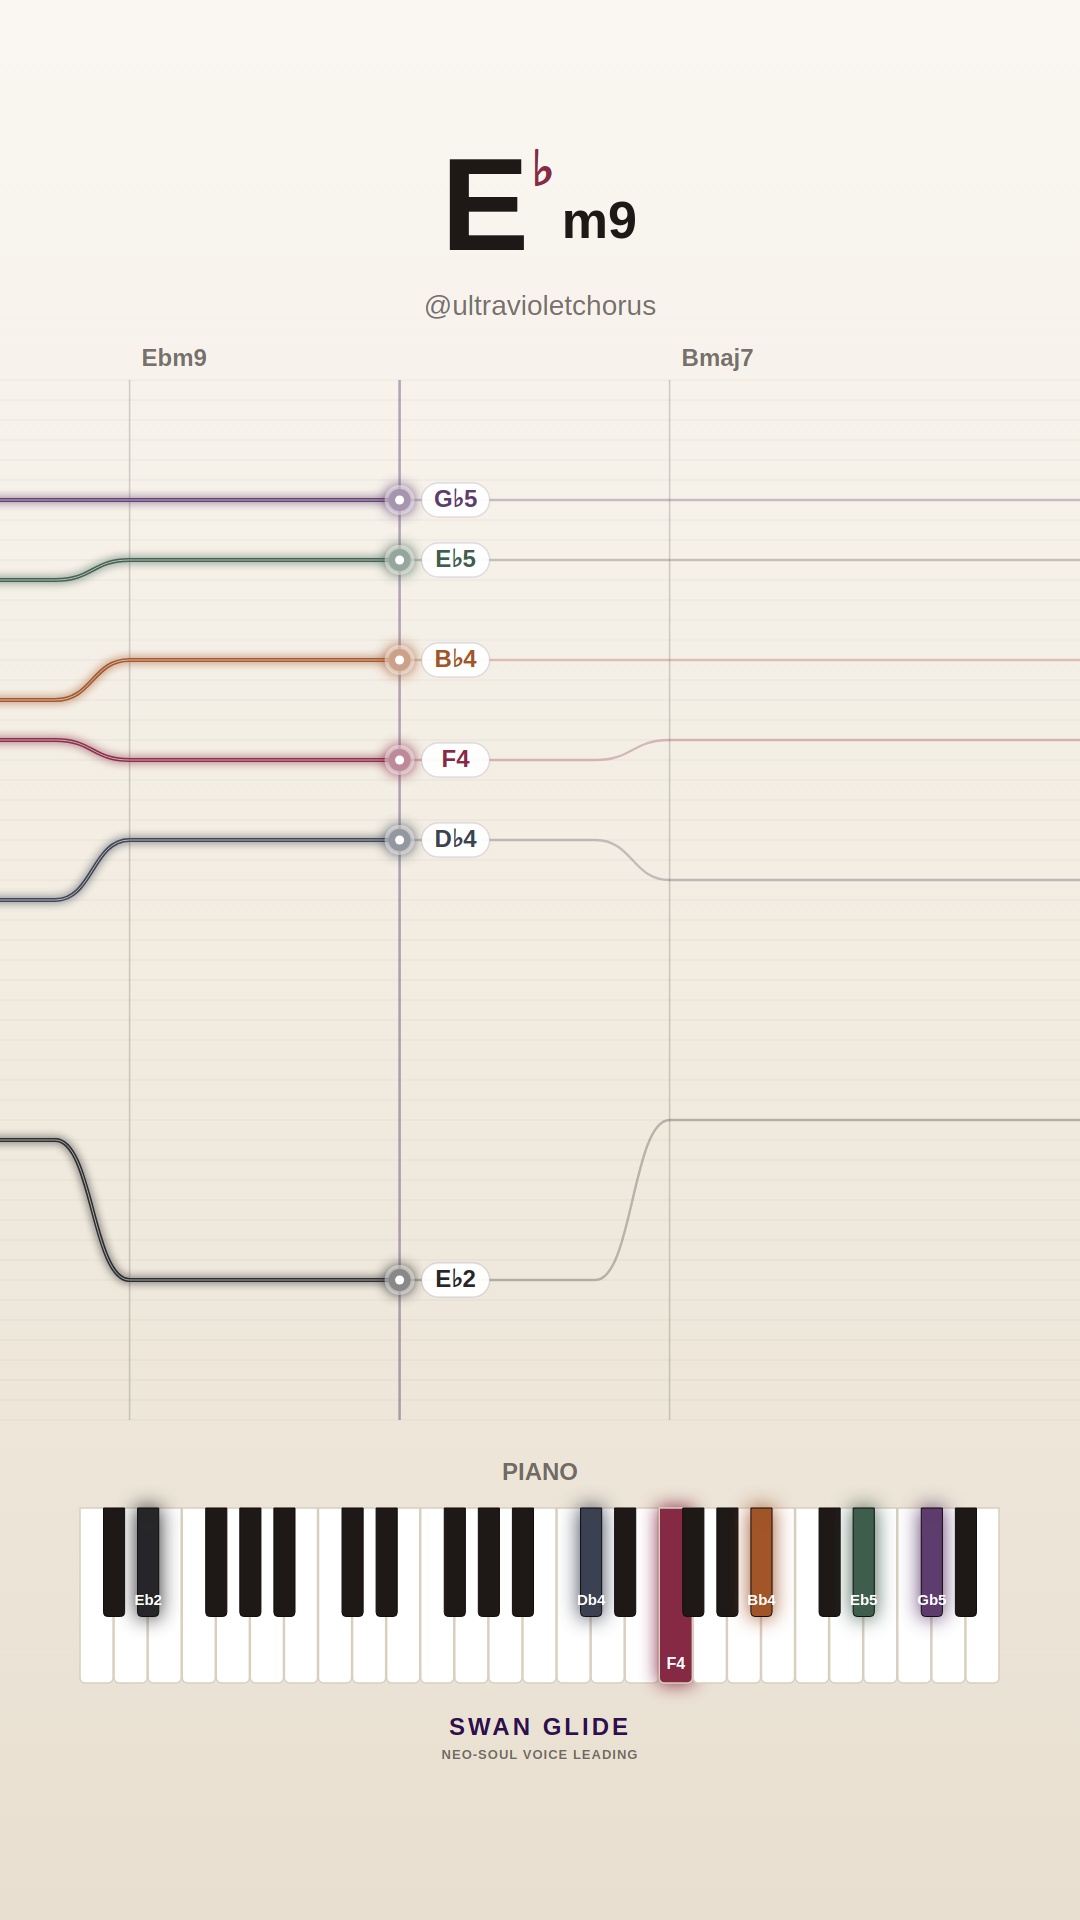 E♭m9
@ultravioletchorus
Ebm9 Bmaj7
G♭5
E♭5
B♭4
F4
D♭4
E♭2
PIANO
Eb2 Db4 Bb4 Eb5 Gb5
F4
SWAN GLIDE
NEO-SOUL VOICE LEADING